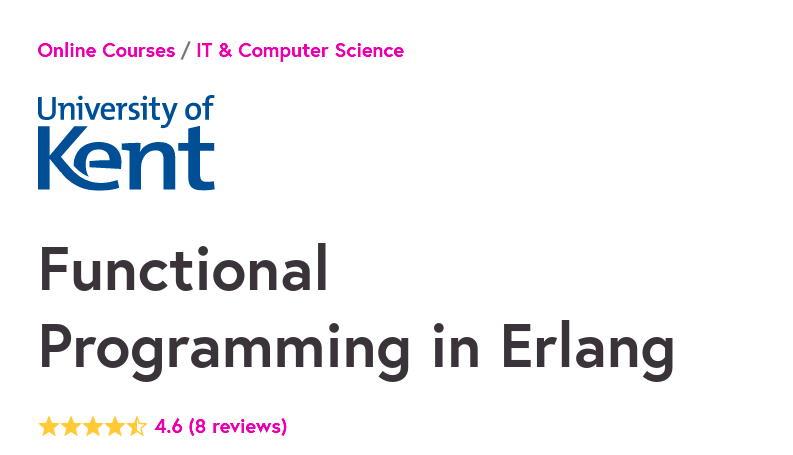 Online Courses / IT & Computer Science
University of
Kent
Functional
Programming in Erlang
4.6 (8 reviews)